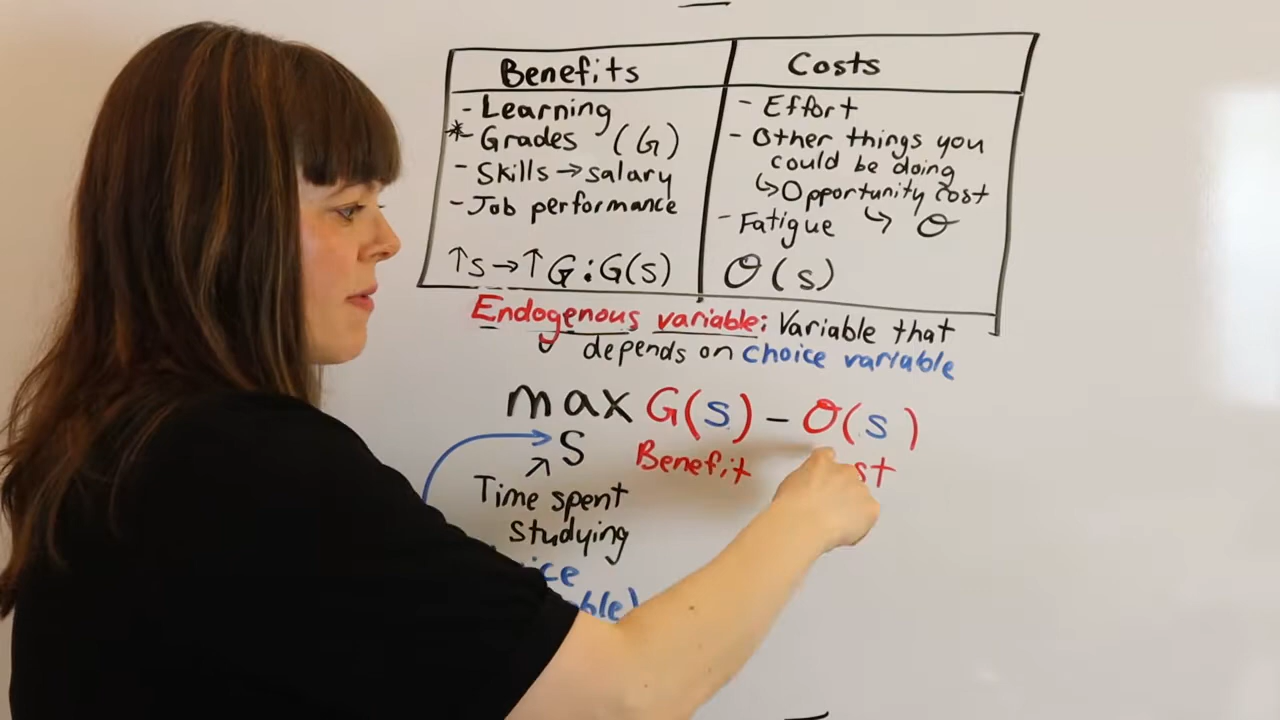 Benefits
- Learning
*- Grades (G)
- Skills → salary
- Job performance
↑s → ↑G : G(s)
Costs
- Effort
- Other things you
could be doing
↳ Opportunity cost
- Fatigue ↳ O
O(s)
Endogenous variable: Variable that
depends on choice variable
max G(s) - O(s)
s
Benefit
Time spent
studying